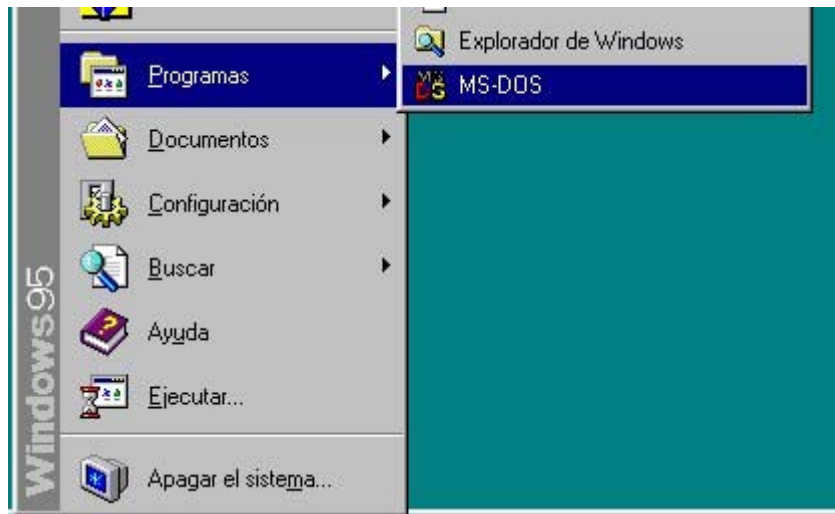 Explorador de Windows
MS-DOS
Programas
Documentos
Configuración
Buscar
Ayuda
Ejecutar...
Apagar el sistema...
Windows95